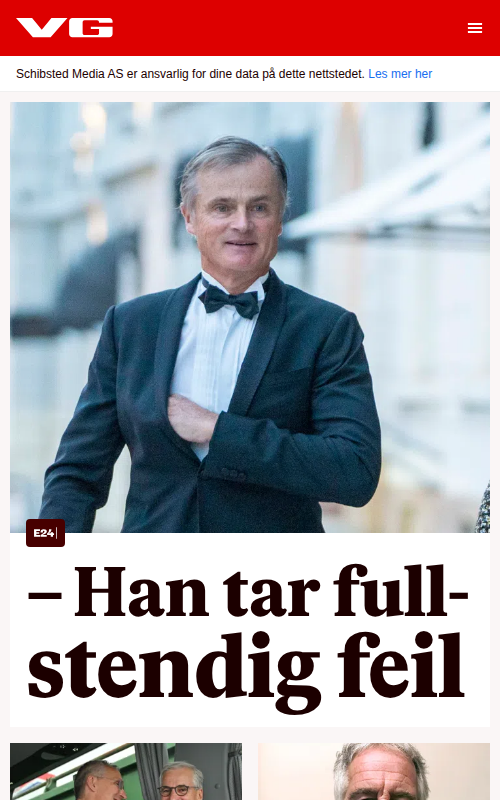 VG
Schibsted Media AS er ansvarlig for dine data på dette nettstedet. Les mer her
E24
– Han tar full-
stendig feil